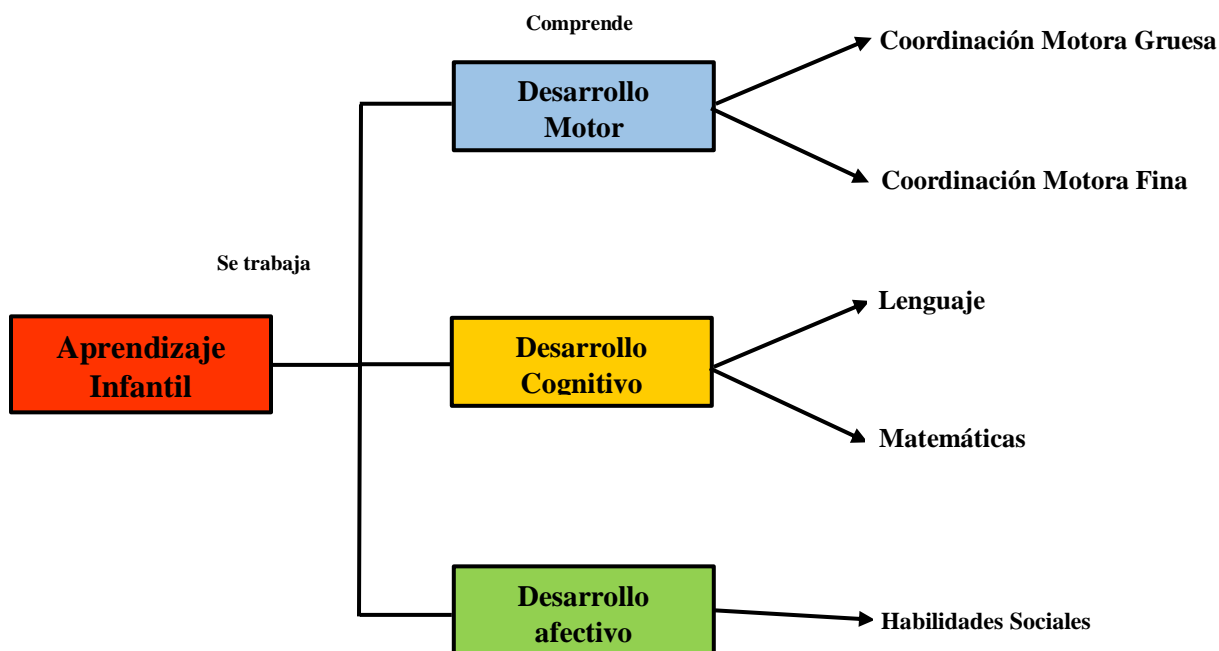 Comprende
Coordinación Motora Gruesa
Desarrollo
Motor
Coordinación Motora Fina
Se trabaja
Lenguaje
Aprendizaje
Infantil
Desarrollo
Cognitivo
Matemáticas
Desarrollo
afectivo
Habilidades Sociales